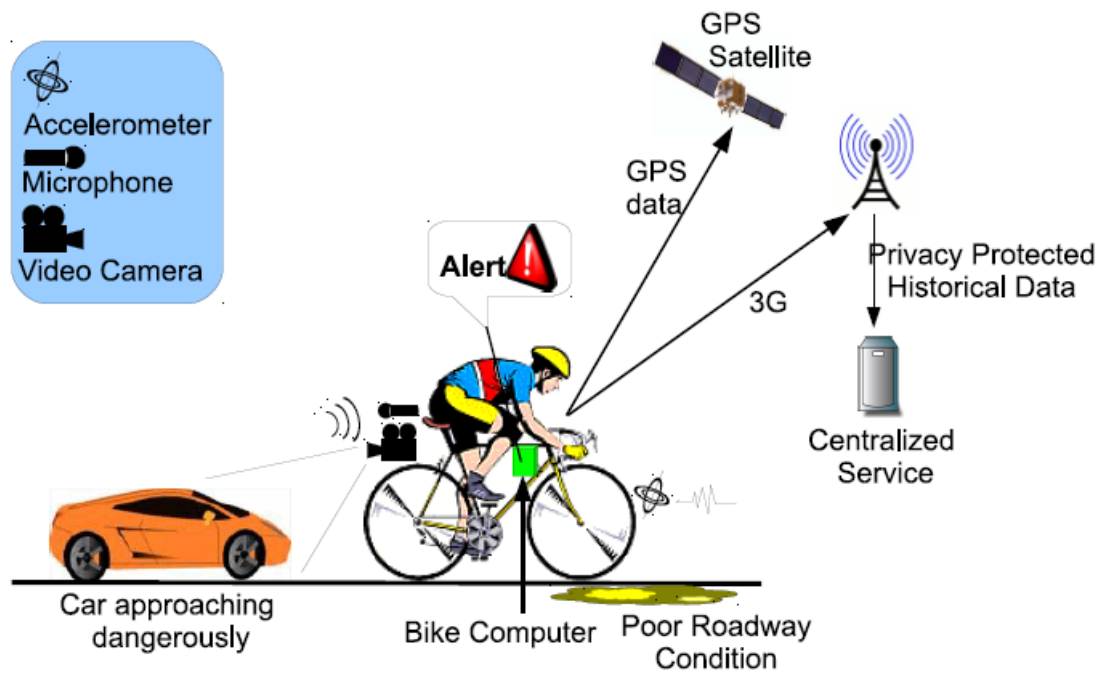 GPS
Satellite
Accelerometer
Microphone
Video Camera
GPS
data
Alert
Privacy Protected
Historical Data
3G
Centralized
Service
Car approaching
dangerously
Bike Computer
Poor Roadway
Condition